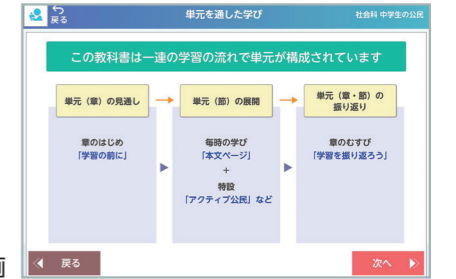 戻る
単元を通した学び
社会科 中学生の公民
この教科書は一連の学習の流れで単元が構成されています
単元（章）の見通し
単元（節）の展開
単元（章・節）の
振り返り
章のはじめ
「学習の前に」
毎時の学び
「本文ページ」
+
特設
「アクティブ公民」など
章のむすび
「学習を振り返ろう」
戻る
次へ